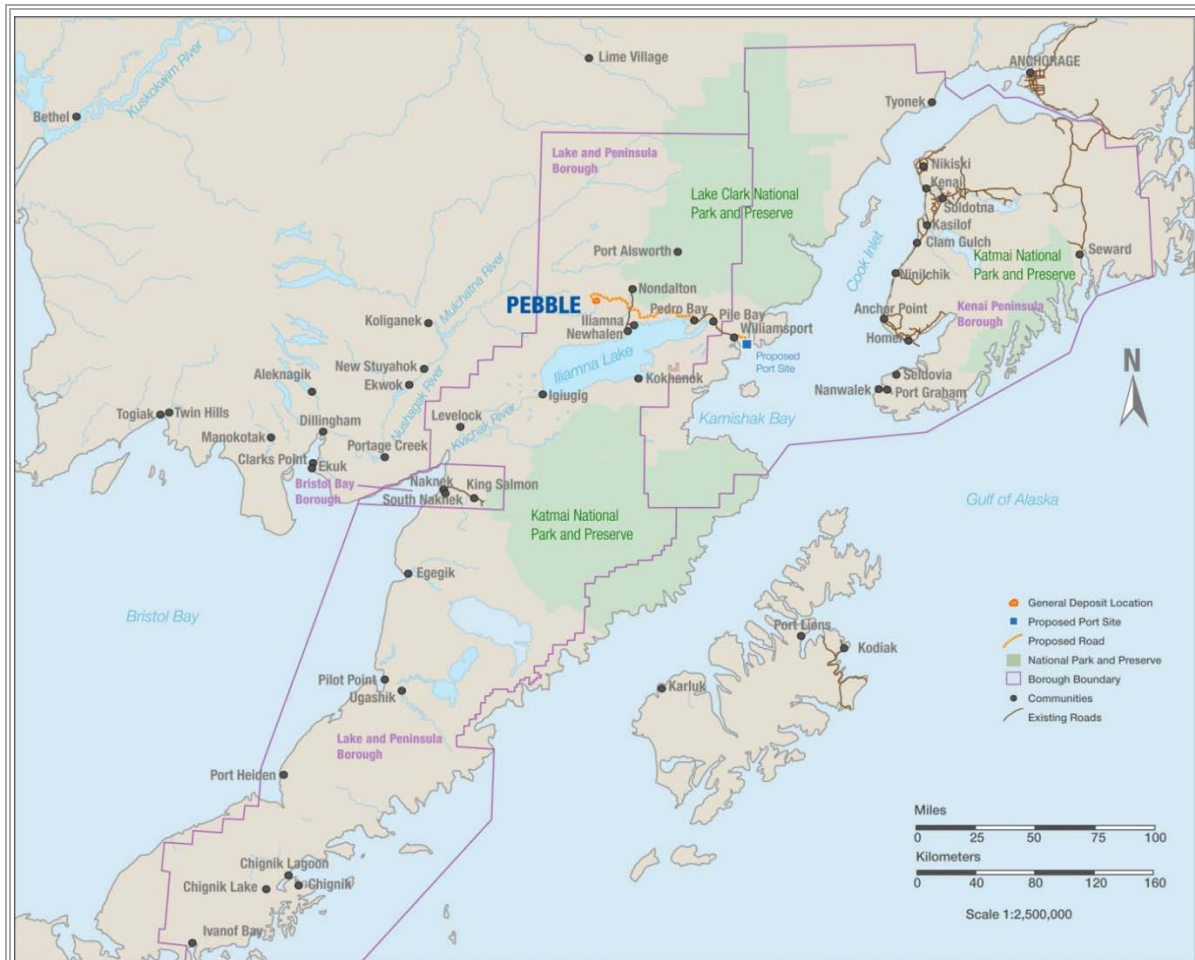 Lime Village
ANCHORAGE
Kuskokwim River
Bethel
Tyonek
Lake and Peninsula
Borough
Nikiski
Kenai
Lake Clark National
Park and Preserve
Soldotna
Kasilof
Clam Gulch
Port Alsworth
Cook Inlet
Katmai National
Park and Preserve
Seward
Mulchatna River
Ninilchik
Nondalton
PEBBLE
Pedro Bay
Pile Bay
Anchor Point
Kenai Peninsula
Borough
Koliganek
Iliamna
Newhalen
Williamsport
Homer
N
Iliamna Lake
Proposed
Port Site
New Stuyahok
Aleknagik
Ekwok
Kokhanok
Seldovia
Nanwalek
Port Graham
Igiugig
Nushagak River
Togiak
Twin Hills
Dillingham
Levelock
Kvichak River
Kamishak Bay
Manokotak
Portage Creek
Clarks Point
Ekuk
Bristol Bay
Borough
Naknek
King Salmon
South Naknek
Gulf of Alaska
Katmai National
Park and Preserve
Egegik
Bristol Bay
General Deposit Location
Proposed Port Site
Proposed Road
National Park and Preserve
Borough Boundary
Communities
Existing Roads
Port Lions
Kodiak
Karluk
Pilot Point
Ugashik
Lake and Peninsula
Borough
Port Heiden
Miles
0 25 50 75 100
Kilometers
0 40 80 120 160
Scale 1:2,500,000
Chignik Lagoon
Chignik Lake
Chignik
Ivanof Bay